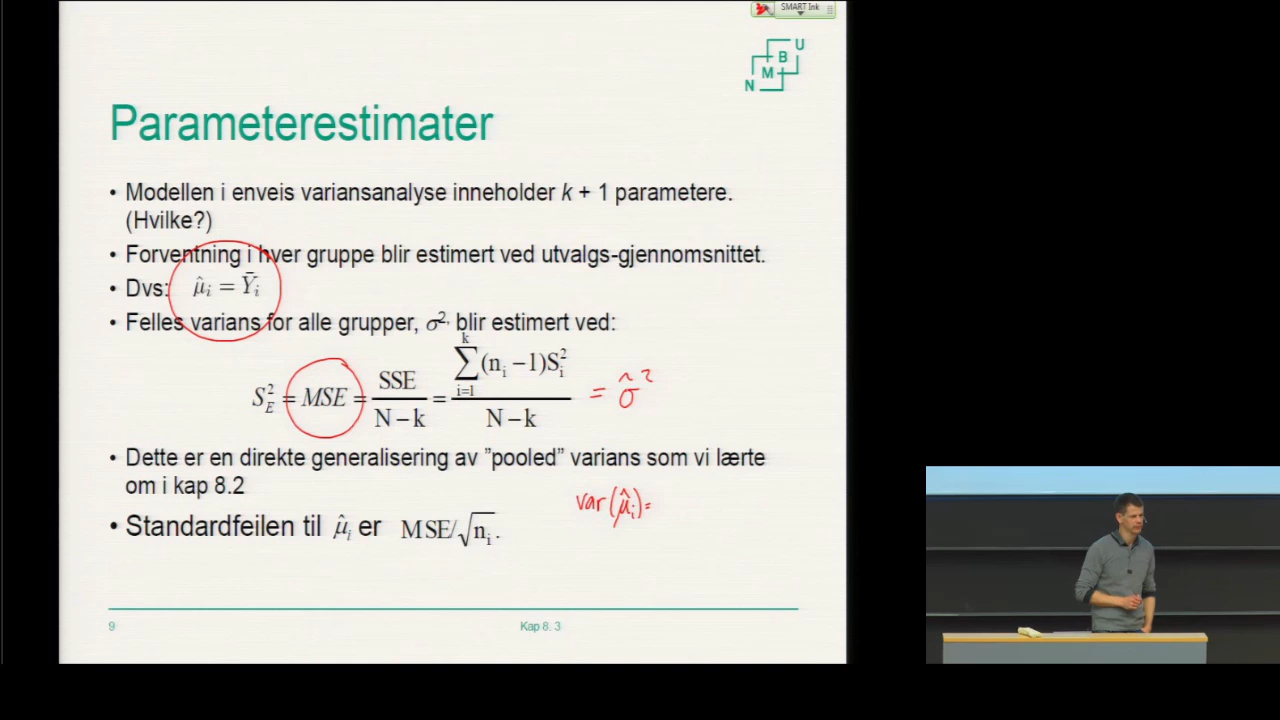 SMART Ink
U
B
M
N
Parameterestimater
• Modellen i enveis variansanalyse inneholder k + 1 parametere.
(Hvilke?)
• Forventning i hver gruppe blir estimert ved utvalgs-gjennomsnittet.
• Dvs: μ̂ᵢ = Ȳᵢ
• Felles varians for alle grupper, σ², blir estimert ved:
S_E² = MSE = SSE / (N – k) = ∑_{i=1}^{k} (nᵢ –1)Sᵢ² / (N – k) = σ̂²
• Dette er en direkte generalisering av ”pooled” varians som vi lærte
om i kap 8.2
var(μ̂ᵢ)=
• Standardfeilen til μ̂ᵢ er MSE/√nᵢ.
9
Kap 8. 3